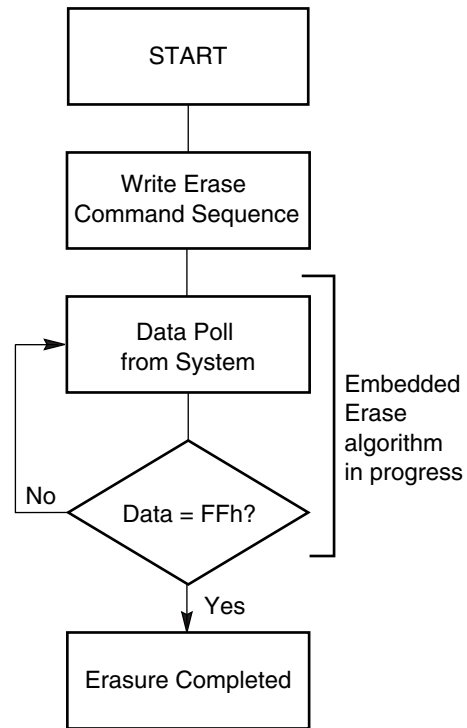 START
Write Erase
Command Sequence
Data Poll
from System
Embedded
Erase
algorithm
in progress
No
Data = FFh?
Yes
Erasure Completed